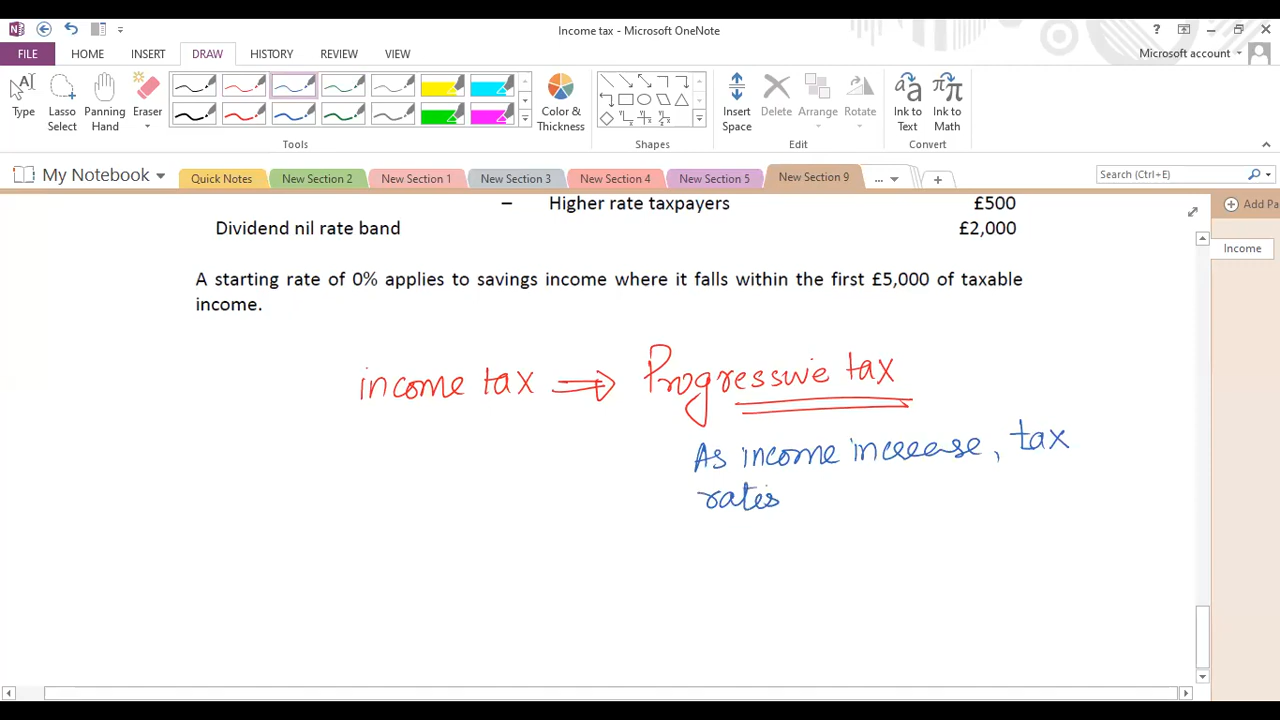 Income tax - Microsoft OneNote
?
FILE HOME INSERT DRAW HISTORY REVIEW VIEW
Microsoft account
Type
Lasso Select
Panning Hand
Eraser
Color & Thickness
Insert Space
Delete
Arrange
Rotate
Ink to Text
Ink to Math
Tools Shapes Edit Convert
My Notebook Quick Notes New Section 2 New Section 1 New Section 3 New Section 4 New Section 5 New Section 9 ... + Search (Ctrl+E)
– Higher rate taxpayers £500
Add Pa
Dividend nil rate band £2,000
Income
A starting rate of 0% applies to savings income where it falls within the first £5,000 of taxable
income.
income tax ⇒ Progressive tax
As income increase, tax
rates